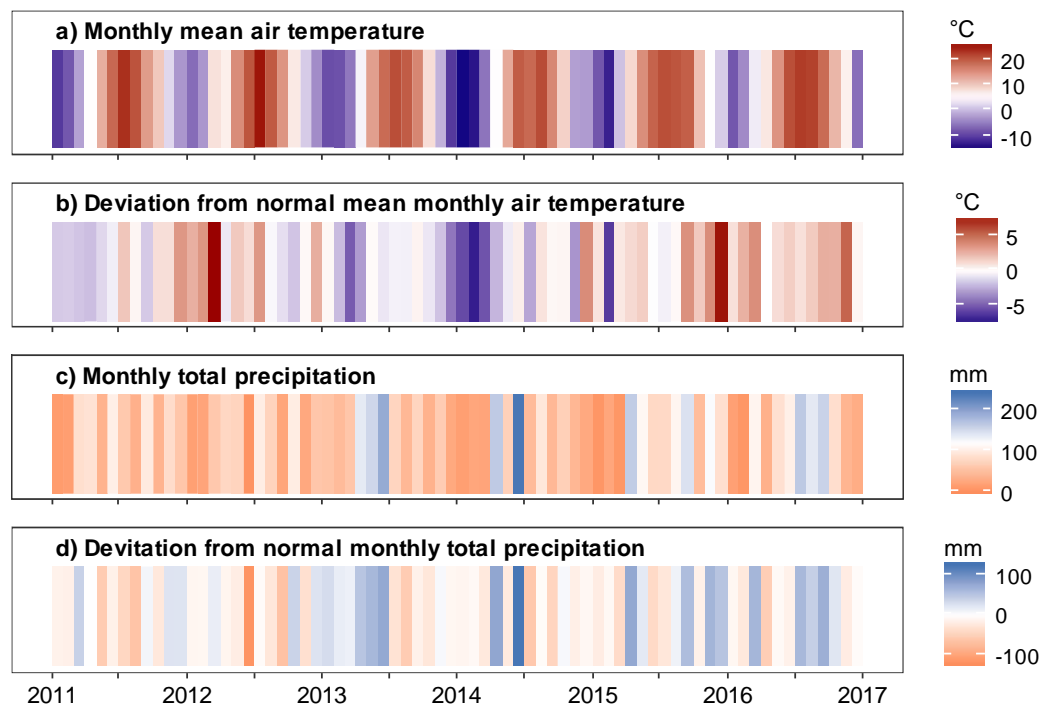 a) Monthly mean air temperature
°C
20
10
0
-10
b) Deviation from normal mean monthly air temperature
°C
5
0
-5
c) Monthly total precipitation
mm
200
100
0
d) Devitation from normal monthly total precipitation
mm
100
0
-100
2011 2012 2013 2014 2015 2016 2017